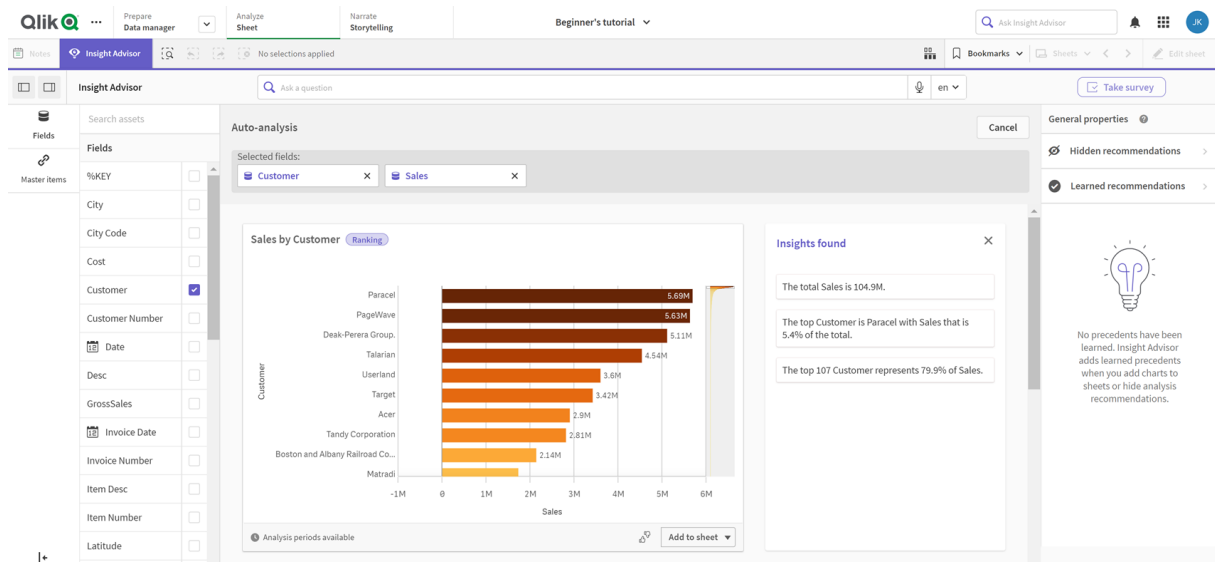 Qlik
Prepare
Data manager
Analyze
Sheet
Narrate
Storytelling
Beginner's tutorial
Ask Insight Advisor
JK
Notes
Insight Advisor
No selections applied
Bookmarks
Sheets
Edit sheet
Insight Advisor
Ask a question
en
Take survey
Fields
Master items
Search assets
Fields
%KEY
City
City Code
Cost
Customer
Customer Number
12 Date
Desc
GrossSales
12 Invoice Date
Invoice Number
Item Desc
Item Number
Latitude
Auto-analysis
Cancel
Selected fields:
Customer
Sales
Sales by Customer Ranking
Customer
Paracel 5.69M
PageWave 5.63M
Deak-Perera Group. 5.11M
Talarian 4.54M
Userland 3.6M
Target 3.42M
Acer 2.9M
Tandy Corporation 2.81M
Boston and Albany Railroad Co... 2.14M
Matradi
-1M 0 1M 2M 3M 4M 5M 6M
Sales
Analysis periods available
Add to sheet
Insights found
The total Sales is 104.9M.
The top Customer is Paracel with Sales that is
5.4% of the total.
The top 107 Customer represents 79.9% of Sales.
General properties
Hidden recommendations
Learned recommendations
No precedents have been
learned. Insight Advisor
adds learned precedents
when you add charts to
sheets or hide analysis
recommendations.